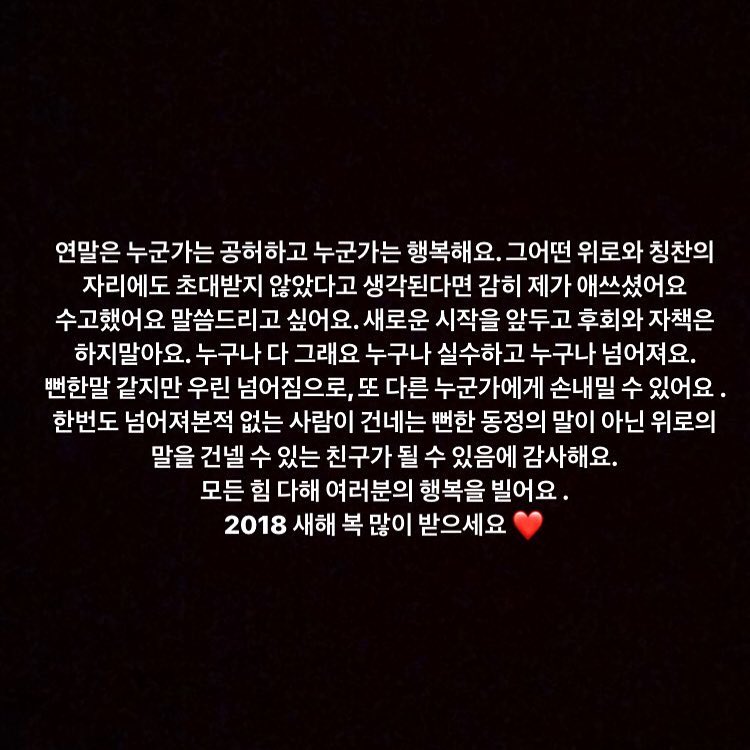 연말은 누군가는 공허하고 누군가는 행복해요. 그어떤 위로와 칭찬의
자리에도 초대받지 않았다고 생각된다면 감히 제가 애쓰셨어요
수고했어요 말씀드리고 싶어요. 새로운 시작을 앞두고 후회와 자책은
하지말아요. 누구나 다 그래요 누구나 실수하고 누구나 넘어져요.
뻔한말 같지만 우린 넘어짐으로, 또 다른 누군가에게 손내밀 수 있어요 .
한번도 넘어져본적 없는 사람이 건네는 뻔한 동정의 말이 아닌 위로의
말을 건넬 수 있는 친구가 될 수 있음에 감사해요.
모든 힘 다해 여러분의 행복을 빌어요 .
2018 새해 복 많이 받으세요 ❤️